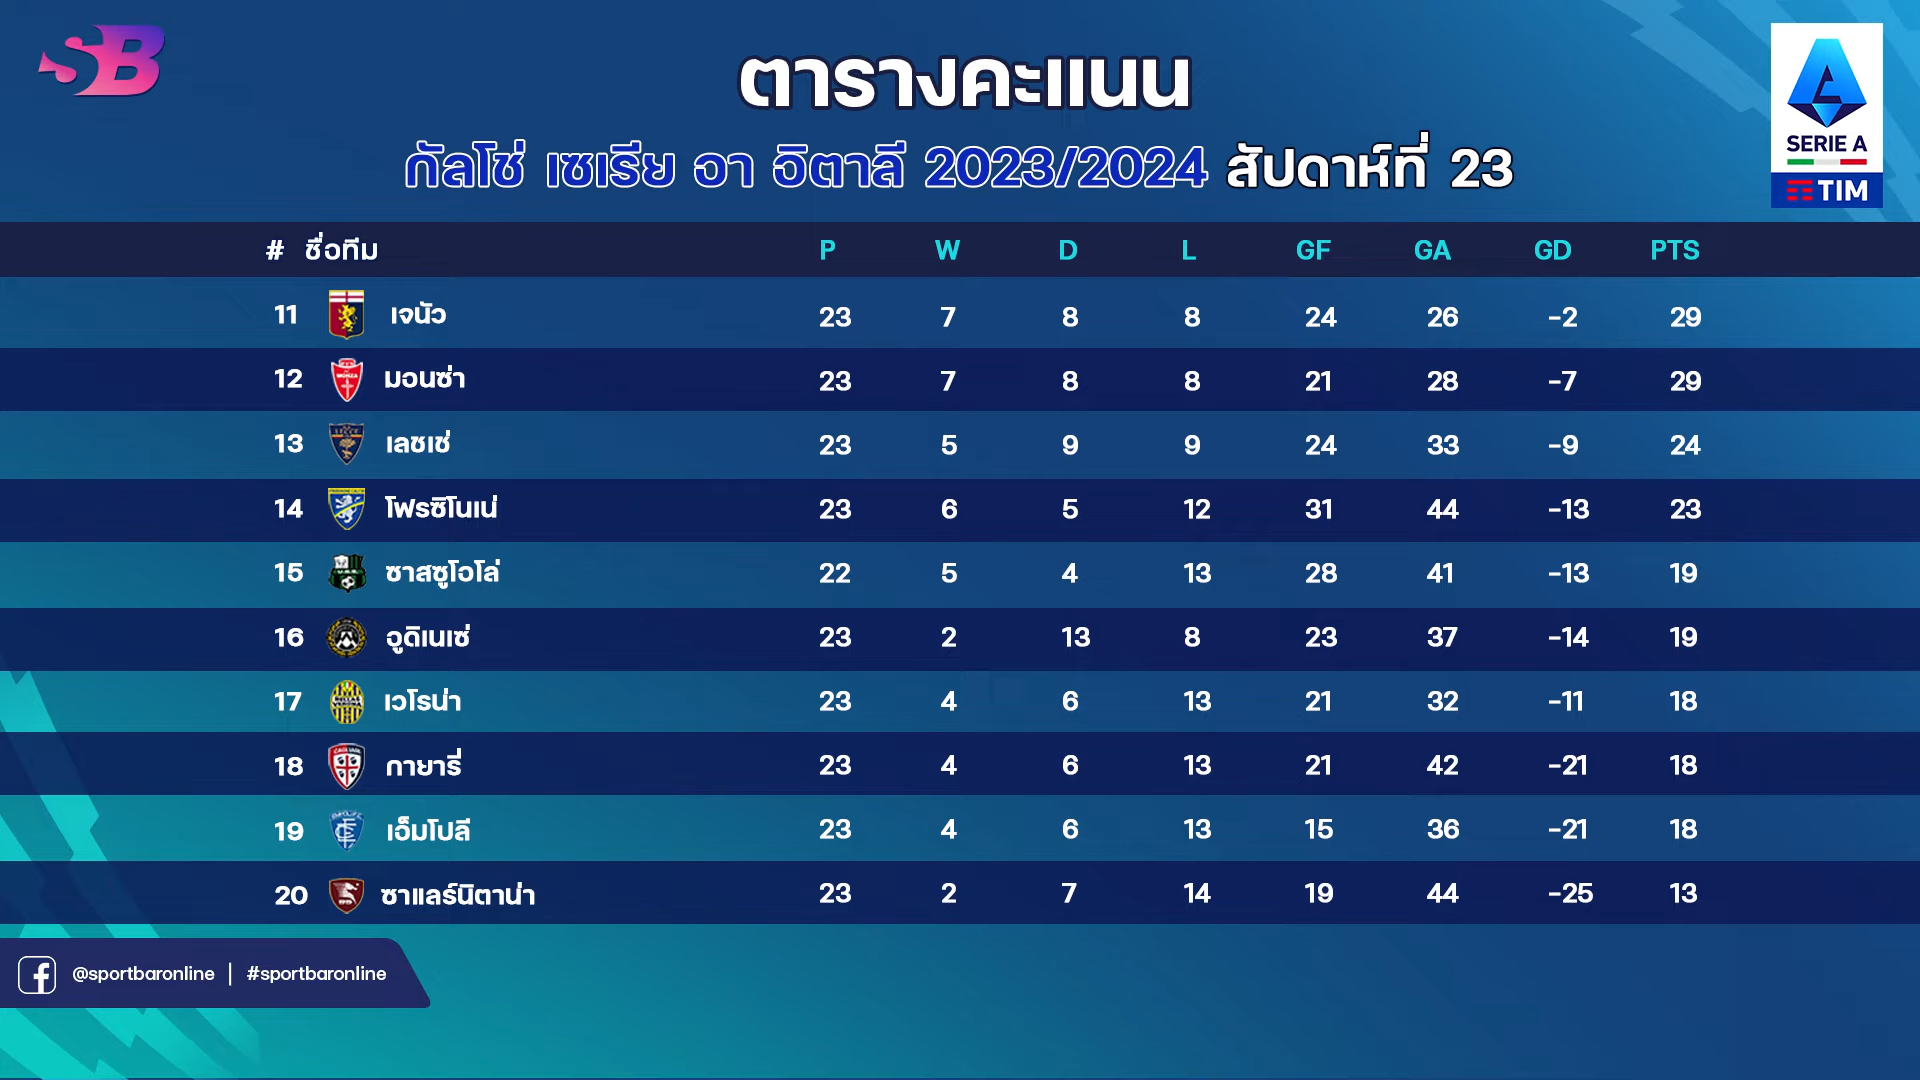 SB
ตารางคะแนน
กัลโช่ เซเรีย อา อิตาลี 2023/2024 สัปดาห์ที่ 23
SERIE A
TIM
# ชื่อทีม P W D L GF GA GD PTS
11 เจนัว 23 7 8 8 24 26 -2 29
12 มอนซ่า 23 7 8 8 21 28 -7 29
13 เลชเช่ 23 5 9 9 24 33 -9 24
14 โฟรซิโนเน่ 23 6 5 12 31 44 -13 23
15 ซาสซูโอโล่ 22 5 4 13 28 41 -13 19
16 อูดิเนเซ่ 23 2 13 8 23 37 -14 19
17 เวโรน่า 23 4 6 13 21 32 -11 18
18 กายารี่ 23 4 6 13 21 42 -21 18
19 เอ็มโปลี 23 4 6 13 15 36 -21 18
20 ซาแลร์นิตาน่า 23 2 7 14 19 44 -25 13
@sportbaronline | #sportbaronline